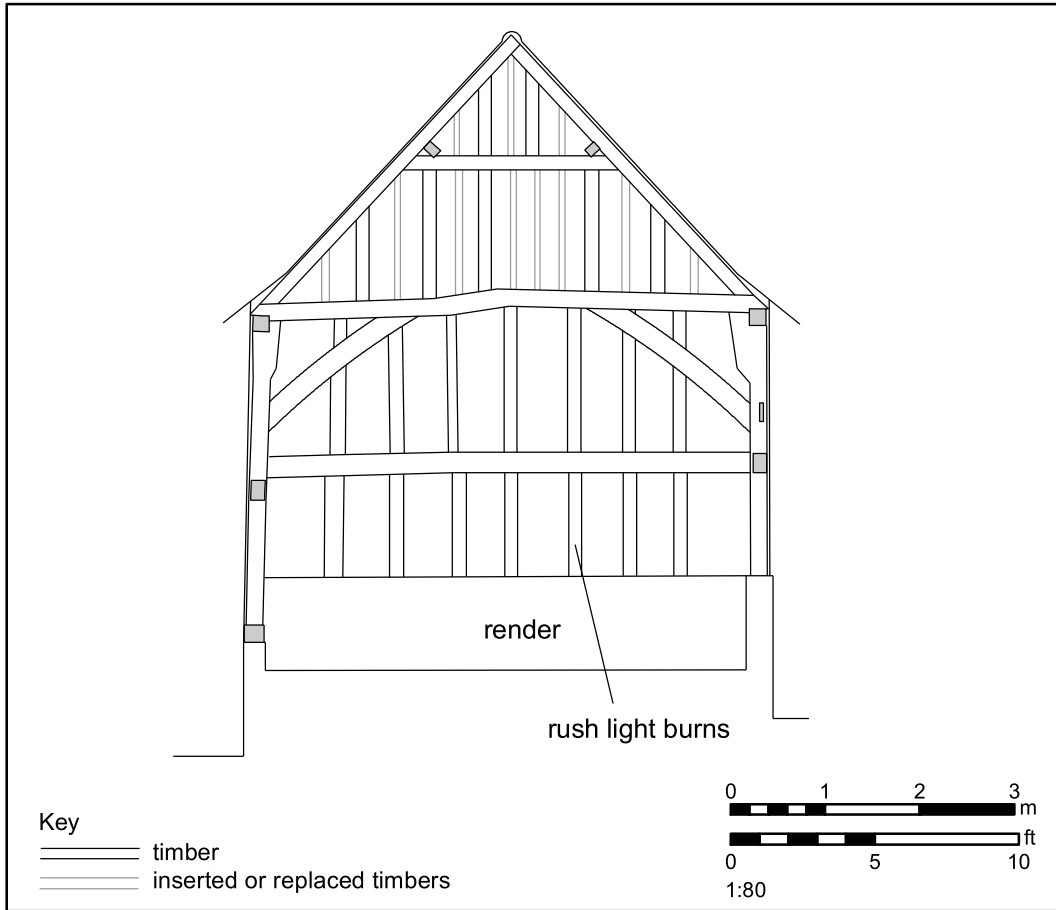 render
rush light burns
Key
timber
inserted or replaced timbers
0 1 2 3
m
ft
0 5 10
1:80